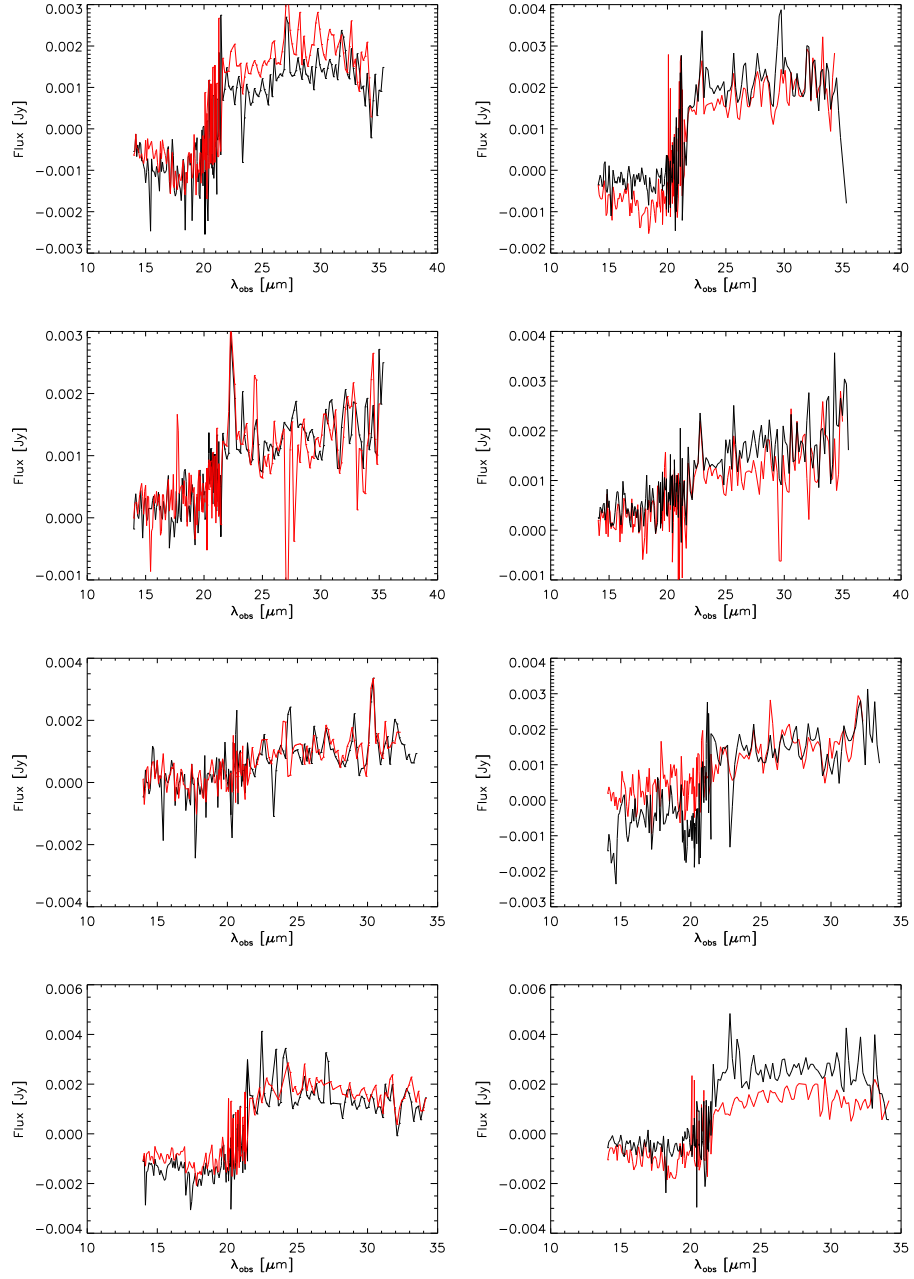 0.003 0.004
0.002 0.003
0.001 0.002
0.000 0.001
−0.001 0.000
−0.002 −0.001
−0.003 −0.002
Flux [Jy] Flux [Jy]
10 15 20 25 30 35 40 10 15 20 25 30 35 40
λobs [μm] λobs [μm]
0.003 0.004
0.002 0.003
0.001 0.002
0.000 0.001
−0.001 0.000
−0.001
Flux [Jy] Flux [Jy]
10 15 20 25 30 35 40 10 15 20 25 30 35 40
λobs [μm] λobs [μm]
0.004 0.004
0.002 0.003
0.000 0.002
−0.002 0.001
−0.004 0.000
−0.001
−0.002
−0.003
Flux [Jy] Flux [Jy]
10 15 20 25 30 35 10 15 20 25 30 35
λobs [μm] λobs [μm]
0.006 0.006
0.004 0.004
0.002 0.002
0.000 0.000
−0.002 −0.002
−0.004 −0.004
Flux [Jy] Flux [Jy]
10 15 20 25 30 35 10 15 20 25 30 35
λobs [μm] λobs [μm]